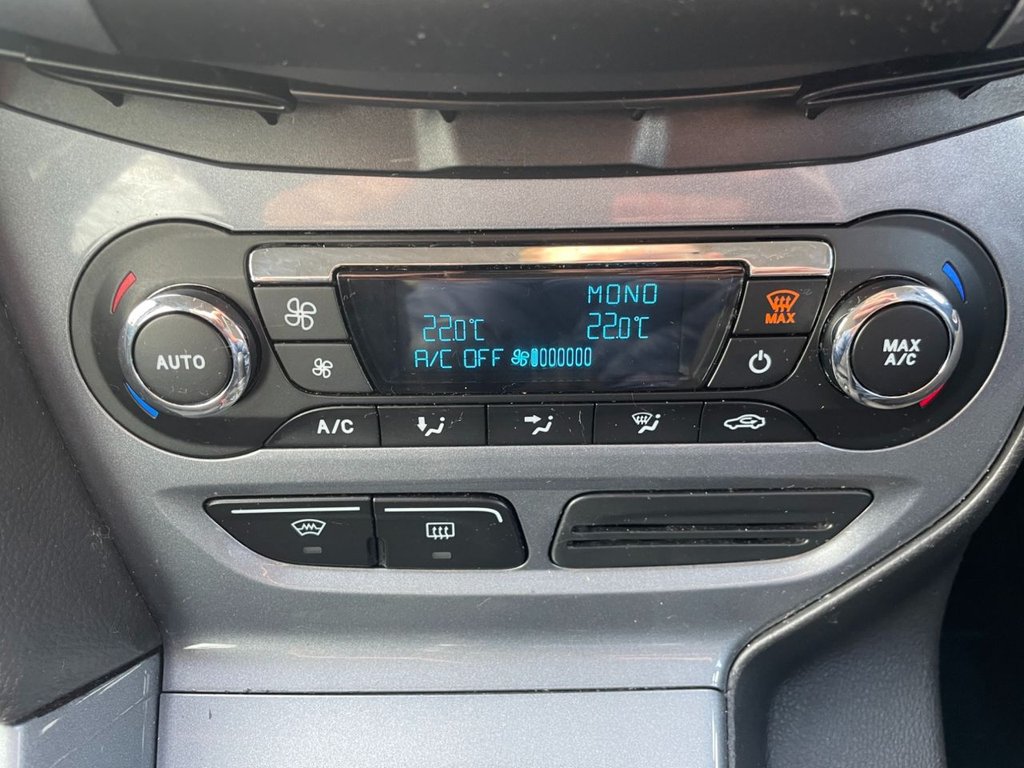 MONO
22.0°C 22.0°C
A/C OFF
MAX
AUTO
MAX
A/C
A/C